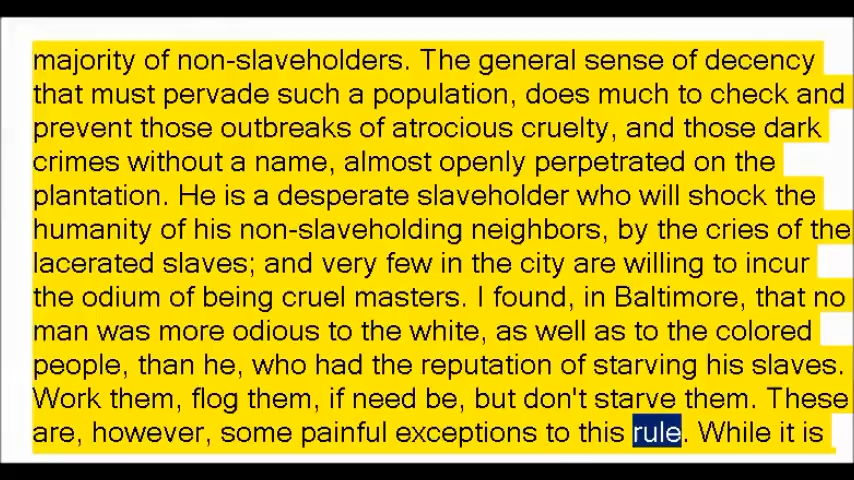 majority of non-slaveholders. The general sense of decency
that must pervade such a population, does much to check and
prevent those outbreaks of atrocious cruelty, and those dark
crimes without a name, almost openly perpetrated on the
plantation. He is a desperate slaveholder who will shock the
humanity of his non-slaveholding neighbors, by the cries of the
lacerated slaves; and very few in the city are willing to incur
the odium of being cruel masters. I found, in Baltimore, that no
man was more odious to the white, as well as to the colored
people, than he, who had the reputation of starving his slaves.
Work them, flog them, if need be, but don't starve them. These
are, however, some painful exceptions to this rule. While it is